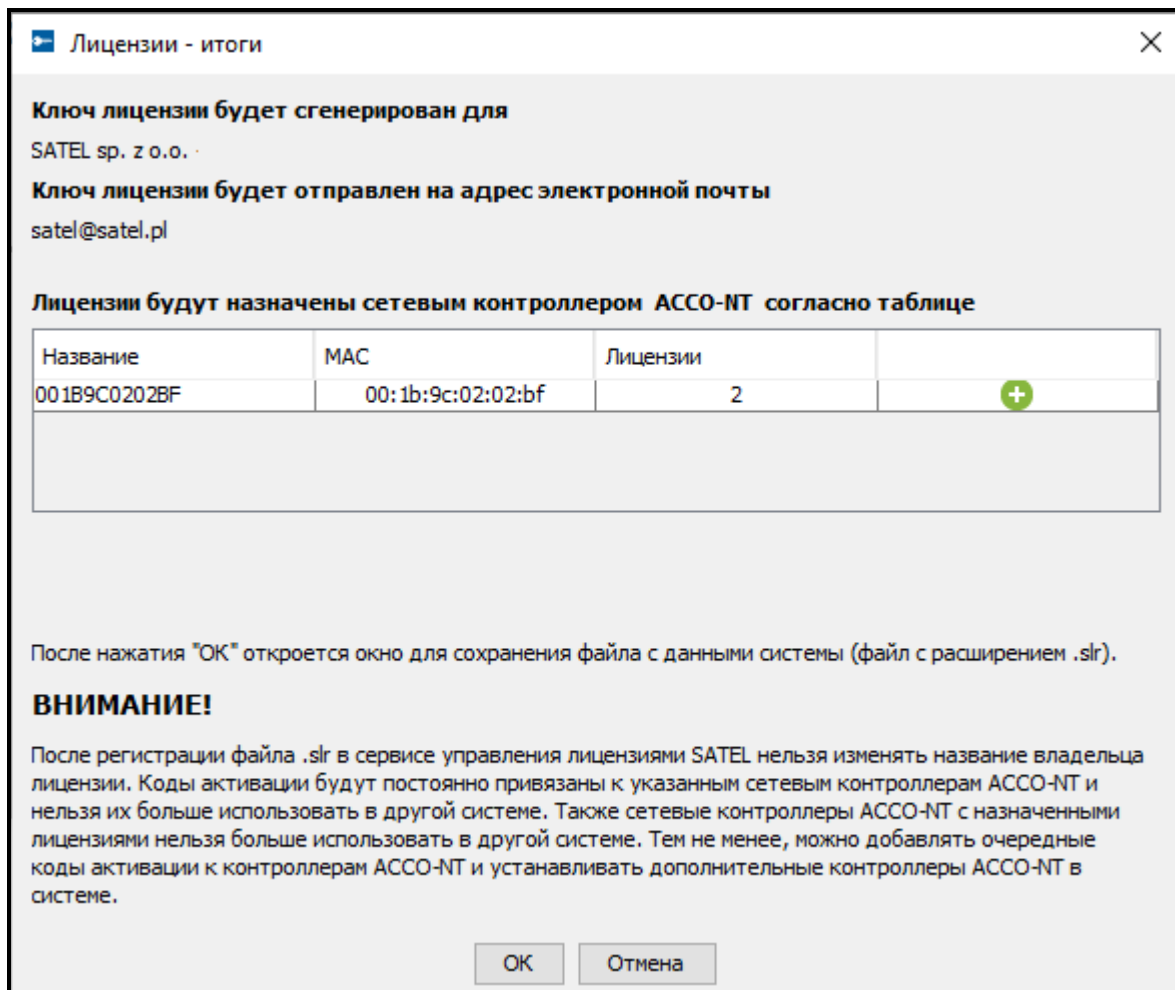 Лицензии - итоги
Ключ лицензии будет сгенерирован для
SATEL sp. z o.o.
Ключ лицензии будет отправлен на адрес электронной почты
satel@satel.pl
Лицензии будут назначены сетевым контроллером ACCO-NT согласно таблице
Название MAC Лицензии
001B9C0202BF 00:1b:9c:02:02:bf 2
После нажатия "ОК" откроется окно для сохранения файла с данными системы (файл с расширением .slr).
ВНИМАНИЕ!
После регистрации файла .slr в сервисе управления лицензиями SATEL нельзя изменять название владельца
лицензии. Коды активации будут постоянно привязаны к указанным сетевым контроллерам ACCO-NT и
нельзя их больше использовать в другой системе. Также сетевые контроллеры ACCO-NT с назначенными
лицензиями нельзя больше использовать в другой системе. Тем не менее, можно добавлять очередные
коды активации к контроллерам ACCO-NT и устанавливать дополнительные контроллеры ACCO-NT в
системе.
ОК Отмена